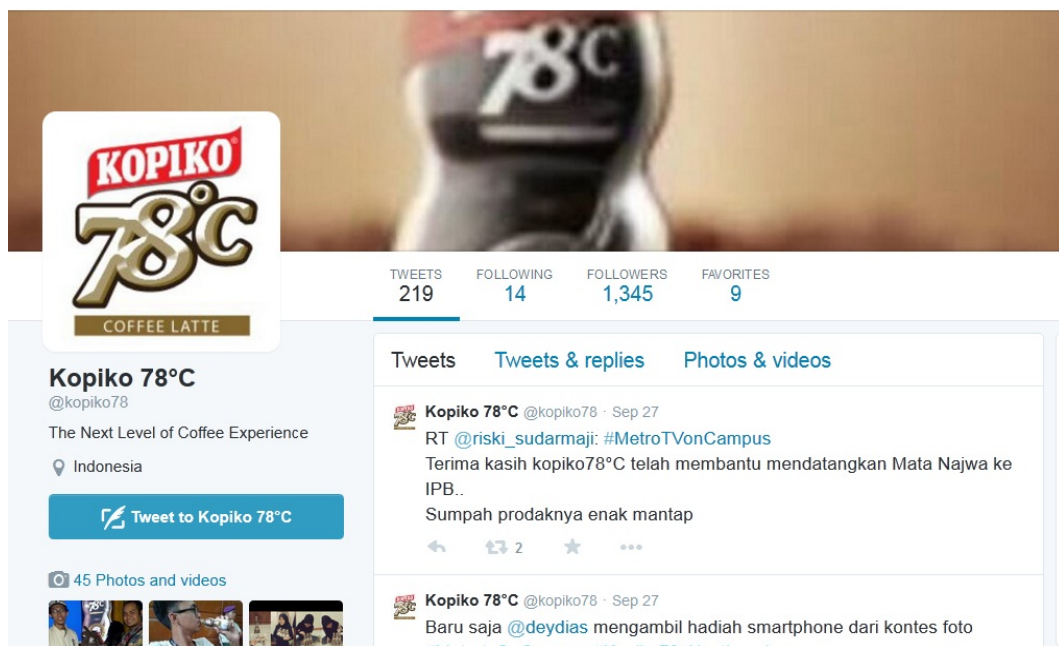 78°C
KOPIKO
78°C
COFFEE LATTE
TWEETS FOLLOWING FOLLOWERS FAVORITES
219 14 1,345 9
Kopiko 78°C
@kopiko78
The Next Level of Coffee Experience
Indonesia
Tweet to Kopiko 78°C
45 Photos and videos
Tweets Tweets & replies Photos & videos
Kopiko 78°C @kopiko78 · Sep 27
RT @riski_sudarmaji: #MetroTVonCampus
Terima kasih kopiko78°C telah membantu mendatangkan Mata Najwa ke
IPB..
Sumpah prodaknya enak mantap
2
Kopiko 78°C @kopiko78 · Sep 27
Baru saja @deydias mengambil hadiah smartphone dari kontes foto